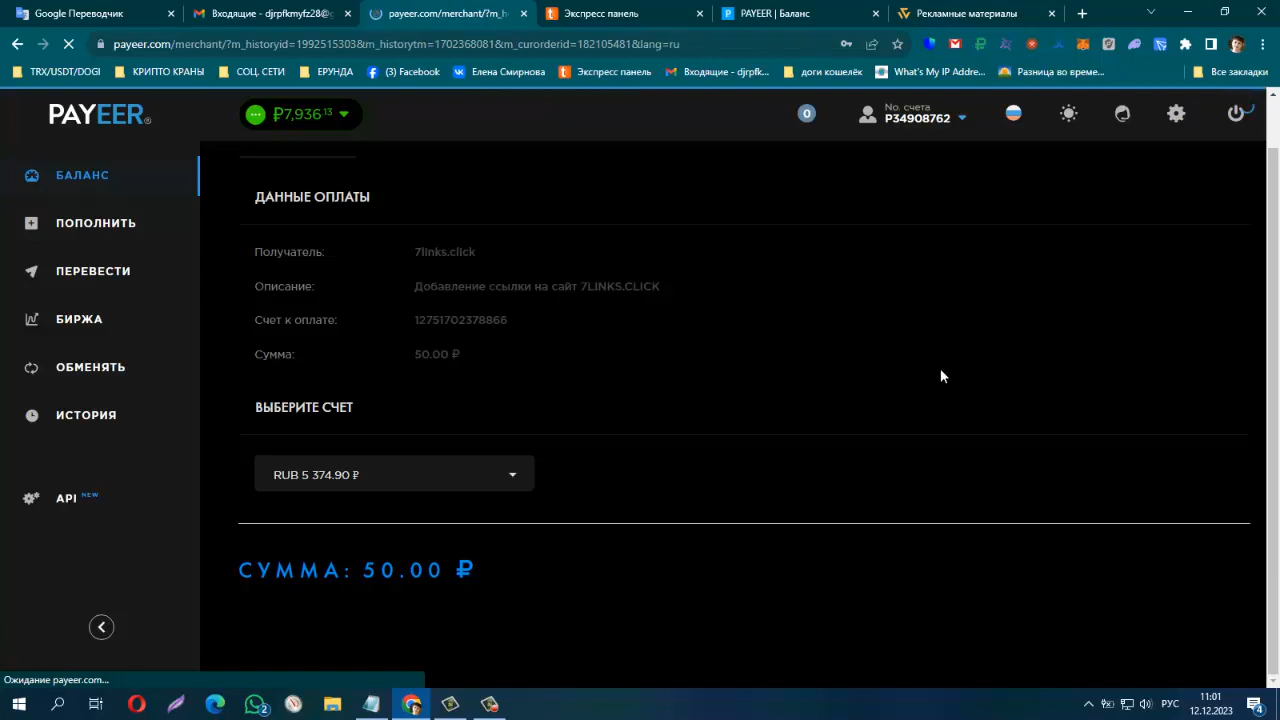 Google Переводчик
Входящие - djrpfkmyfz28@g
payeer.com/merchant/?m_h
Экспресс панель
PAYEER | Баланс
Рекламные материалы
payeer.com/merchant/?m_historyid=1992515303&m_historytm=1702368081&m_curorderid=182105481&lang=ru
TRX/USDT/DOGI
КРИПТО КРАНЫ
СОЦ. СЕТИ
ЕРУНДА
(3) Facebook
Елена Смирнова
Экспресс панель
Входящие - djrpfk...
доги кошелёк
What's My IP Addre...
Разница во време...
Все закладки
PAYEER®
₽7,936.13
0
No. счета
P34908762
БАЛАНС
ПОПОЛНИТЬ
ПЕРЕВЕСТИ
БИРЖА
ОБМЕНЯТЬ
ИСТОРИЯ
API NEW
ДАННЫЕ ОПЛАТЫ
Получатель: 7links.click
Описание: Добавление ссылки на сайт 7LINKS.CLICK
Счет к оплате: 12751702378866
Сумма: 50.00 ₽
ВЫБЕРИТЕ СЧЕТ
RUB 5 374.90 ₽
СУММА: 50.00 ₽
Ожидание payeer.com...
2
РУС
11:01
12.12.2023
4